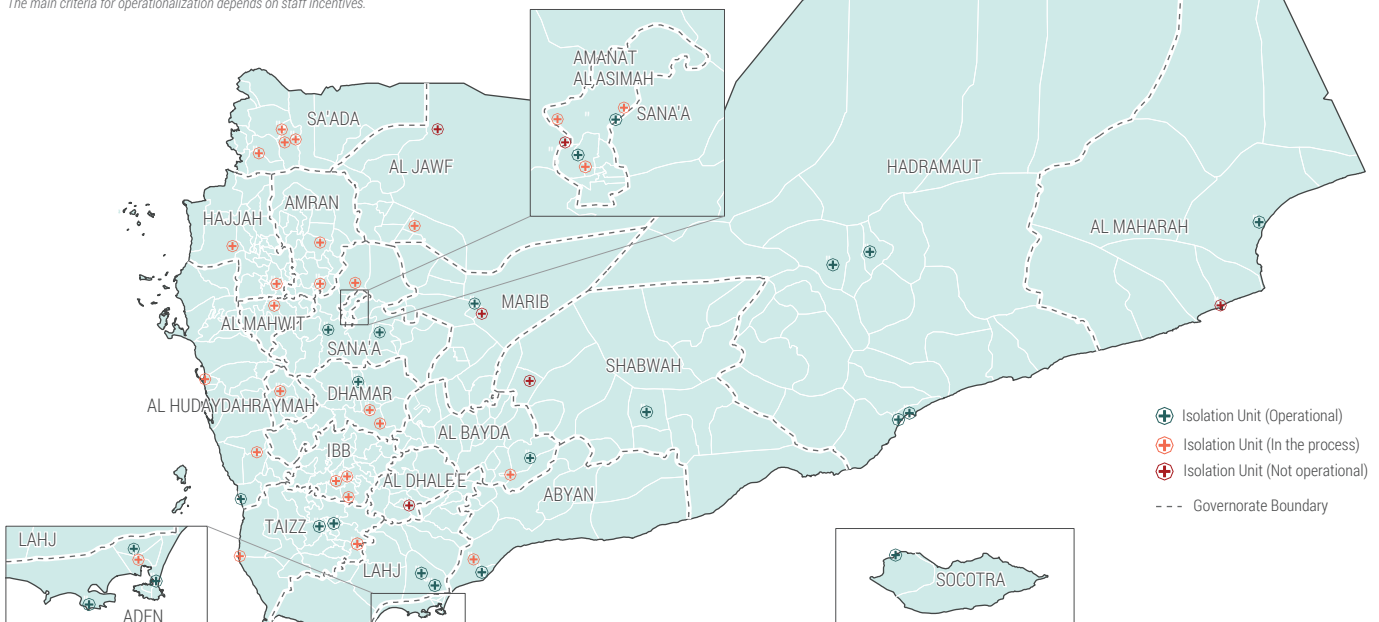 The main criteria for operationalization depends on staff incentives.
AMANAT
AL ASIMAH
SANA'A
SA'ADA
AL JAWF
HADRAMAUT
AMRAN
HAJJAH
AL MAHARAH
MARIB
AL MAHWIT
SANA'A
SHABWAH
DHAMAR
AL HUDAYDAHRAYMAH
AL BAYDA
IBB
AL DHALE'E
ABYAN
TAIZZ
LAHJ
LAHJ
ADEN
SOCOTRA
Isolation Unit (Operational)
Isolation Unit (In the process)
Isolation Unit (Not operational)
Governorate Boundary